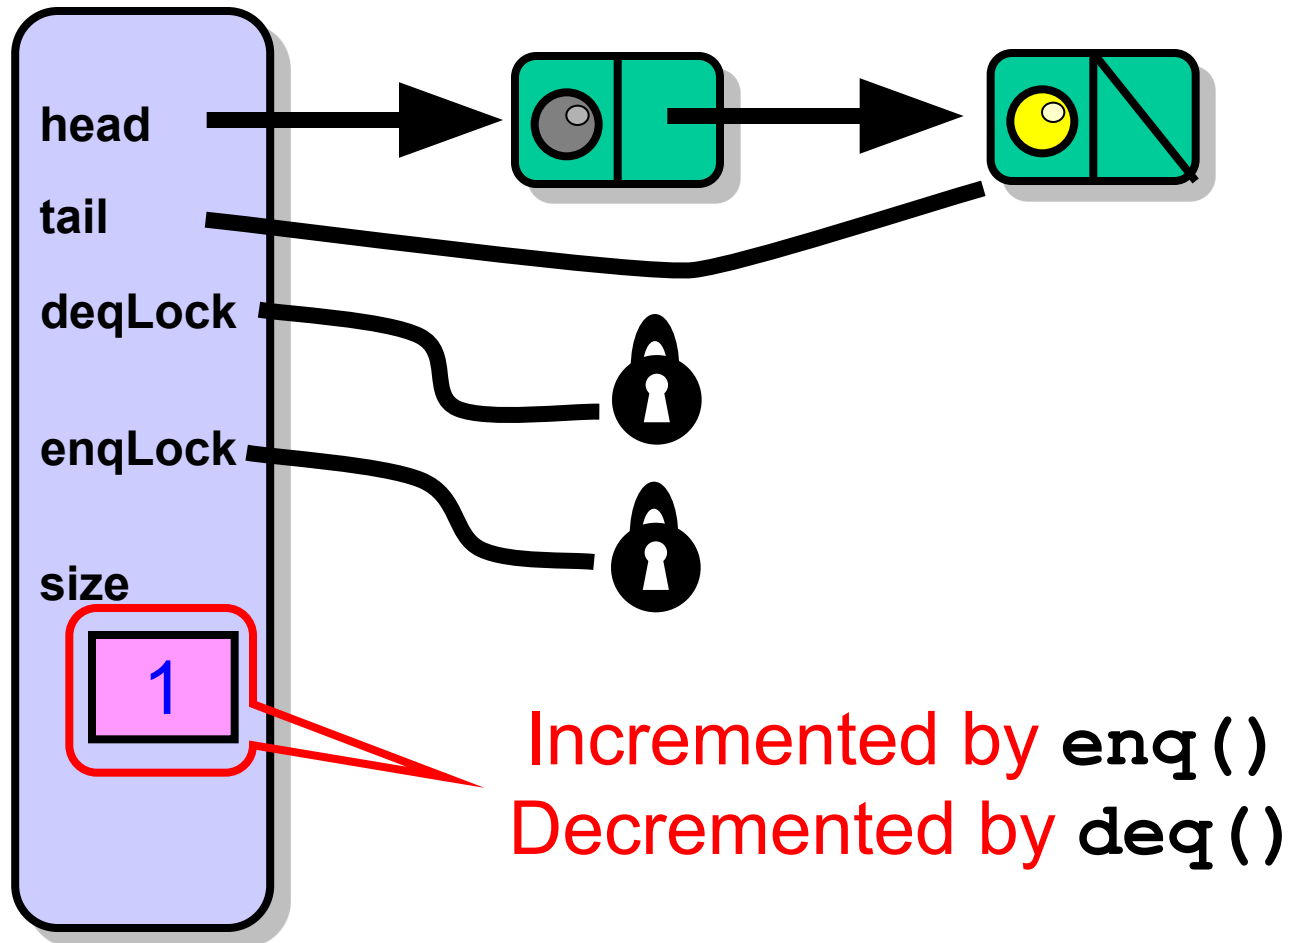 head
tail
deqLock
enqLock
size
1
Incremented by enq()
Decremented by deq()